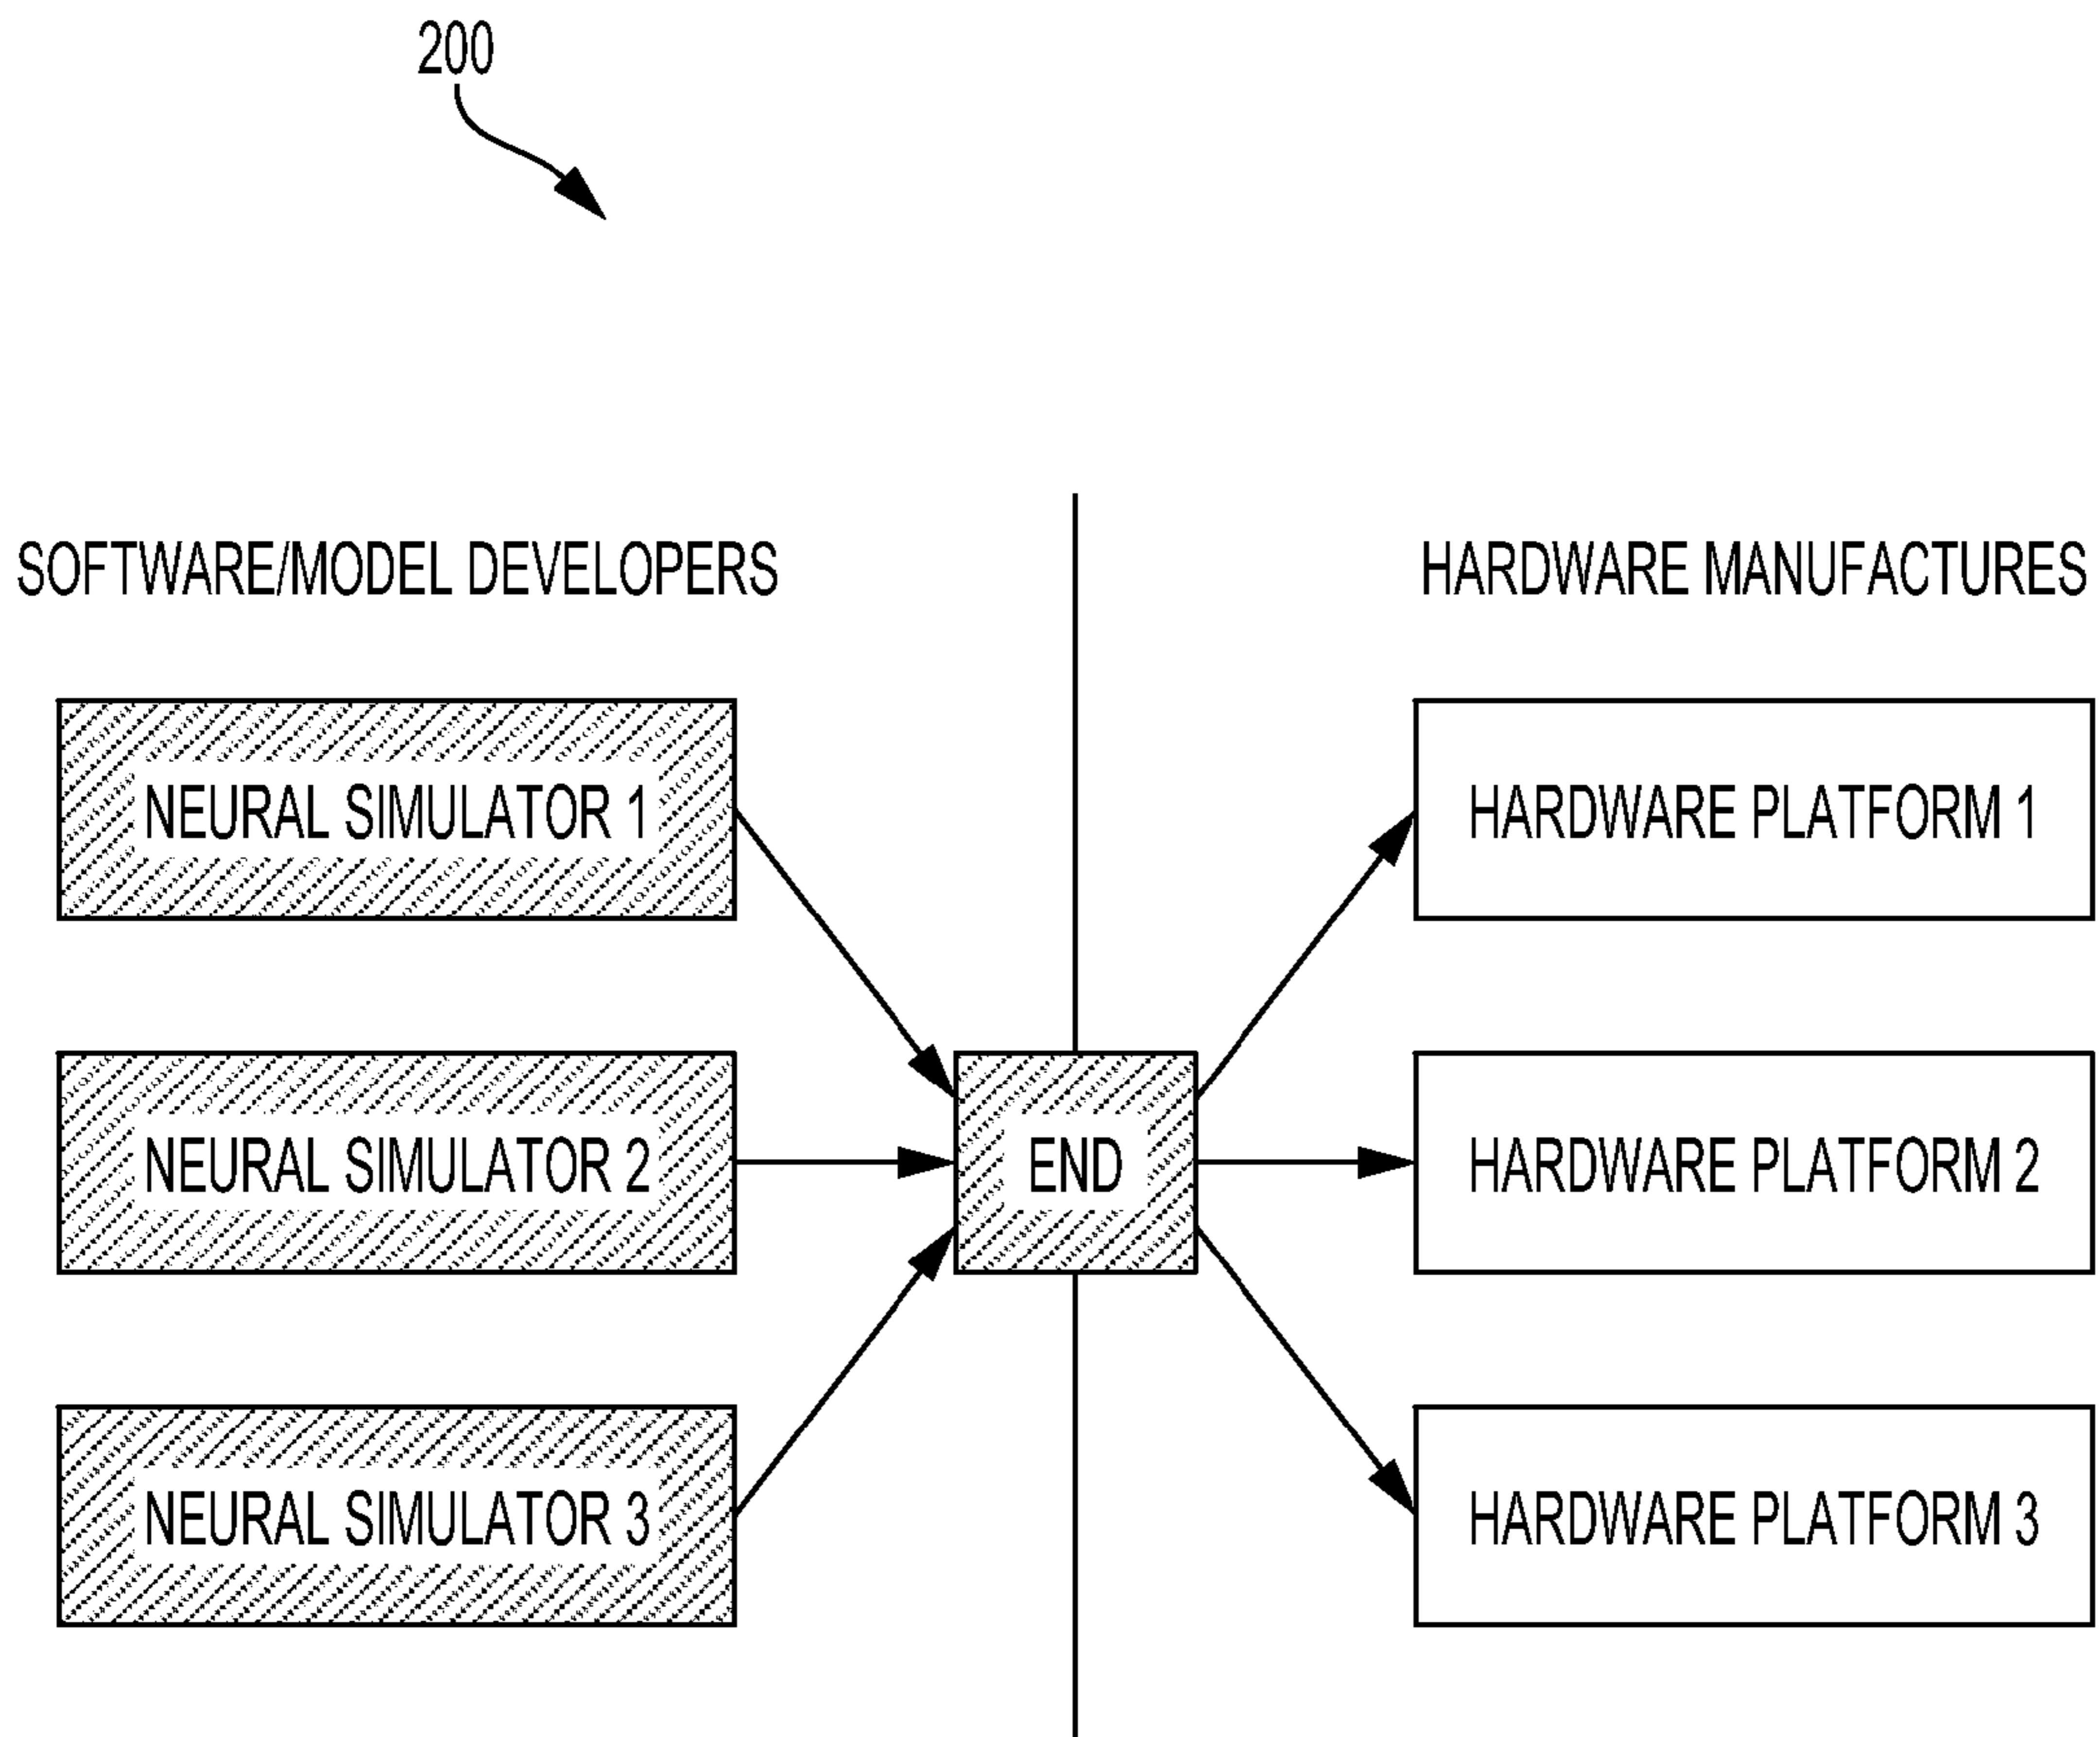 200
SOFTWARE/MODEL DEVELOPERS
HARDWARE MANUFACTURES
NEURAL SIMULATOR 1
HARDWARE PLATFORM 1
NEURAL SIMULATOR 2
END
HARDWARE PLATFORM 2
NEURAL SIMULATOR 3
HARDWARE PLATFORM 3